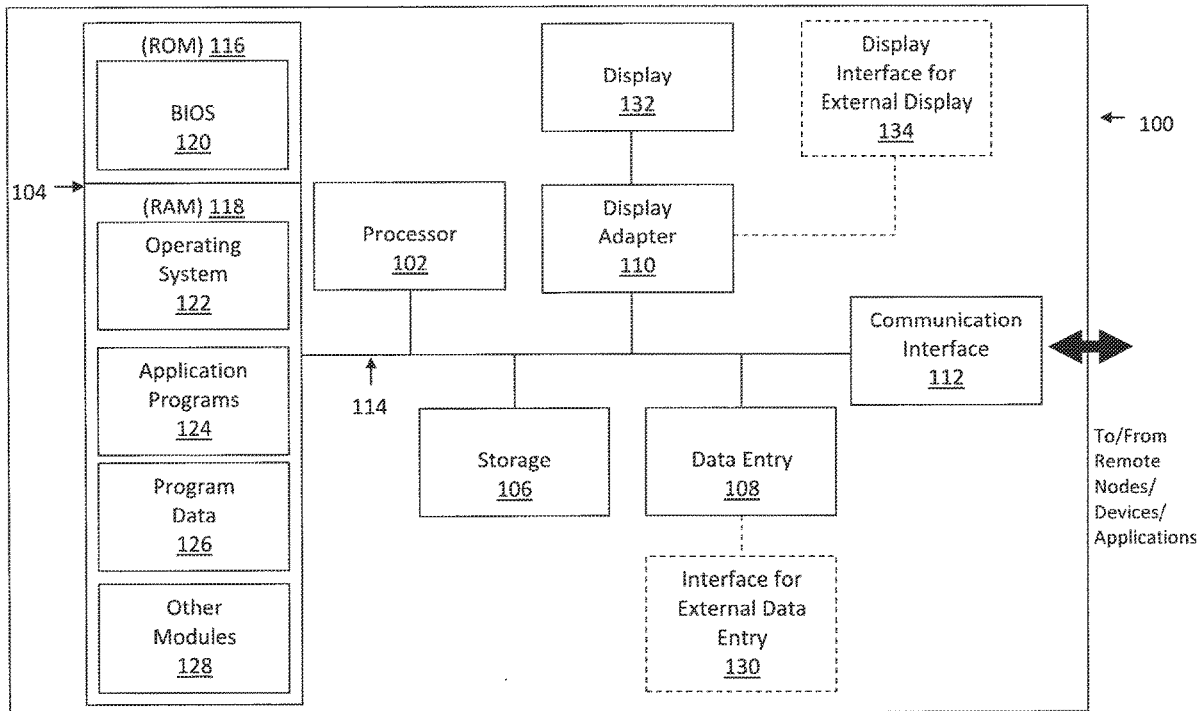 (ROM) 116
BIOS
120
104
(RAM) 118
Operating
System
122
Application
Programs
124
Program
Data
126
Other
Modules
128
Processor
102
114
Display
132
Display
Adapter
110
Display
Interface for
External Display
134
100
Communication
Interface
112
Storage
106
Data Entry
108
Interface for
External Data
Entry
130
To/From
Remote
Nodes/
Devices/
Applications